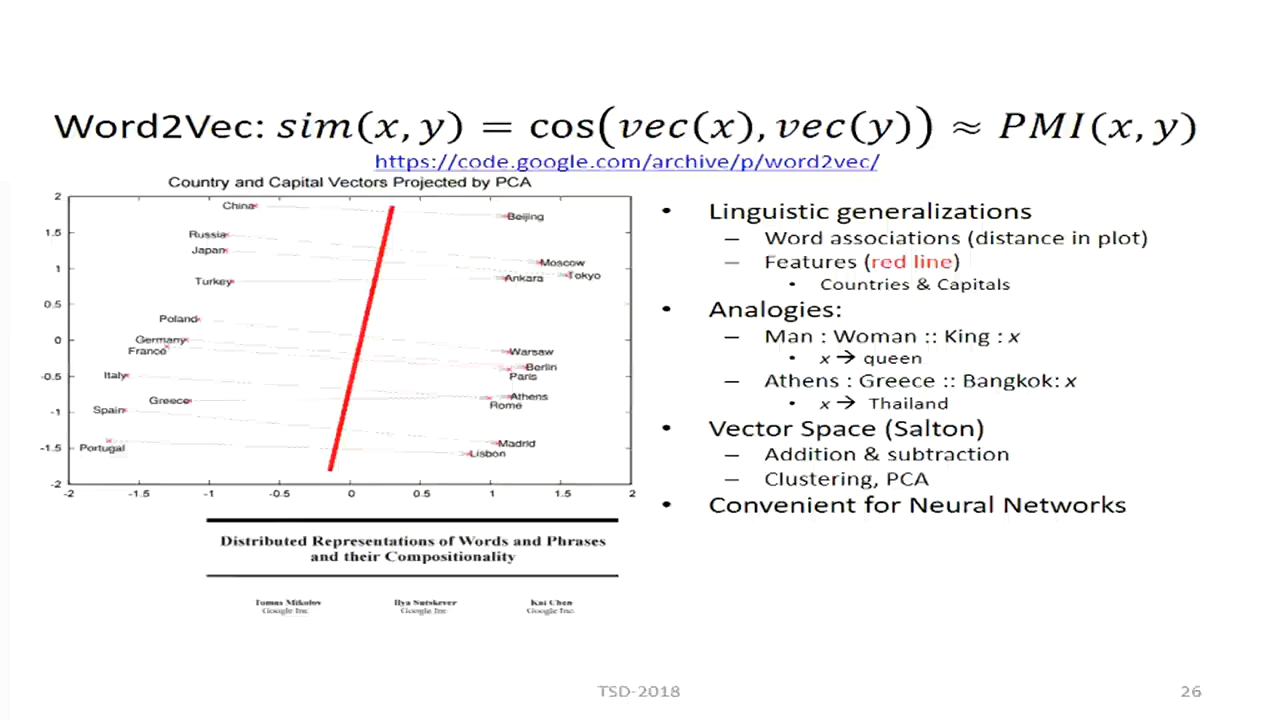 Word2Vec: sim(x, y) = cos(vec(x), vec(y)) ≈ PMI(x, y)
https://code.google.com/archive/p/word2vec/
Country and Capital Vectors Projected by PCA
2
1.5
1
0.5
0
-0.5
-1
-1.5
-2
China
Beijing
Russia
Japan
Moscow
Tokyo
Turkey
Ankara
Poland
Germany
France
Warsaw
Berlin
Paris
Italy
Greece
Athens
Rome
Spain
Madrid
Portugal
Lisbon
-2 -1.5 -1 -0.5 0 0.5 1 1.5 2
Distributed Representations of Words and Phrases
and their Compositionality
Tomas Mikolov Ilya Sutskever Kai Chen
Google Inc. Google Inc. Google Inc.
• Linguistic generalizations
– Word associations (distance in plot)
– Features (red line)
• Countries & Capitals
• Analogies:
– Man : Woman :: King : x
• x → queen
– Athens : Greece :: Bangkok: x
• x → Thailand
• Vector Space (Salton)
– Addition & subtraction
– Clustering, PCA
• Convenient for Neural Networks
TSD-2018
26